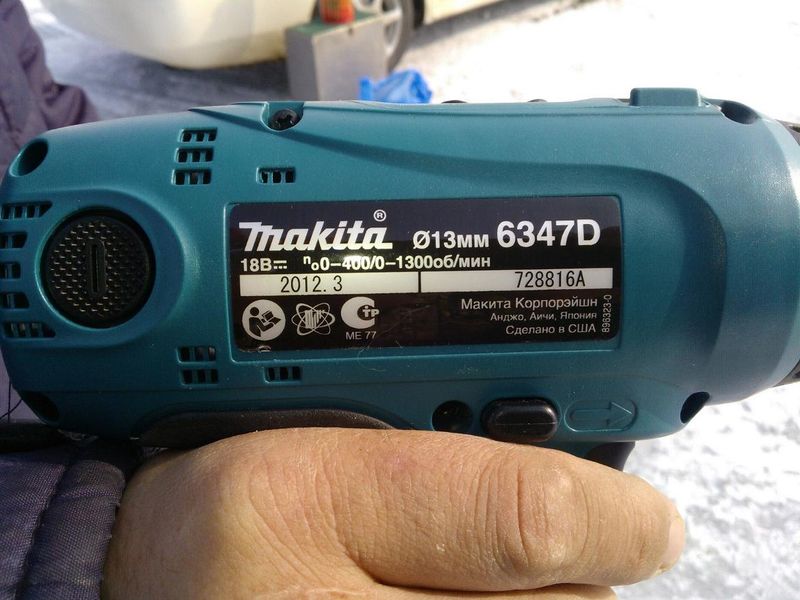 makita® Ø13мм 6347D
18В n₀0-400/0-1300об/мин
2012.3 728816A
Макита Корпорэйшн
Анджо, Аичи, Япония
Сделано в США
896323-0
ME 77